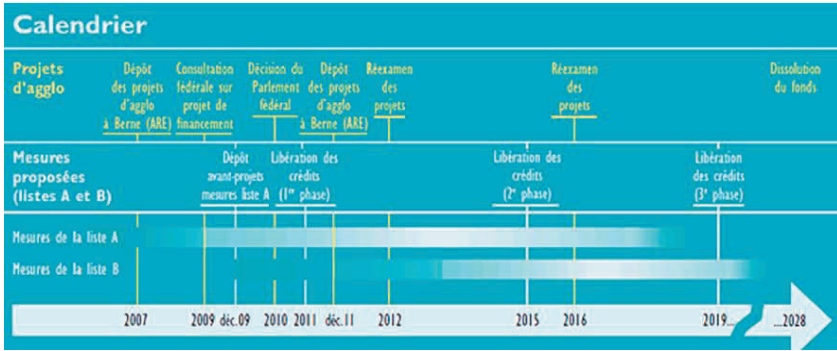 Calendrier
Projets
d'agglo
Dépôt
des projets
d'agglo
à Berne (ARE)
Consultation
fédérale sur
projet de
financement
Décision du
Parlement
fédéral
Dépôt
des projets
d'agglo
à Berne (ARE)
Réexamen
des
projets
Réexamen
des
projets
Dissolution
du fonds
Mesures
proposées
(listes A et B)
Dépôt
avant-projets
mesures liste A
Libération des
crédits
(1re phase)
Libération des
crédits
(2e phase)
Libération
des crédits
(3e phase)
Mesures de la liste A
Mesures de la liste B
2007 2009 déc.09 2010 2011 déc.11 2012 2015 2016 2019... ...2028